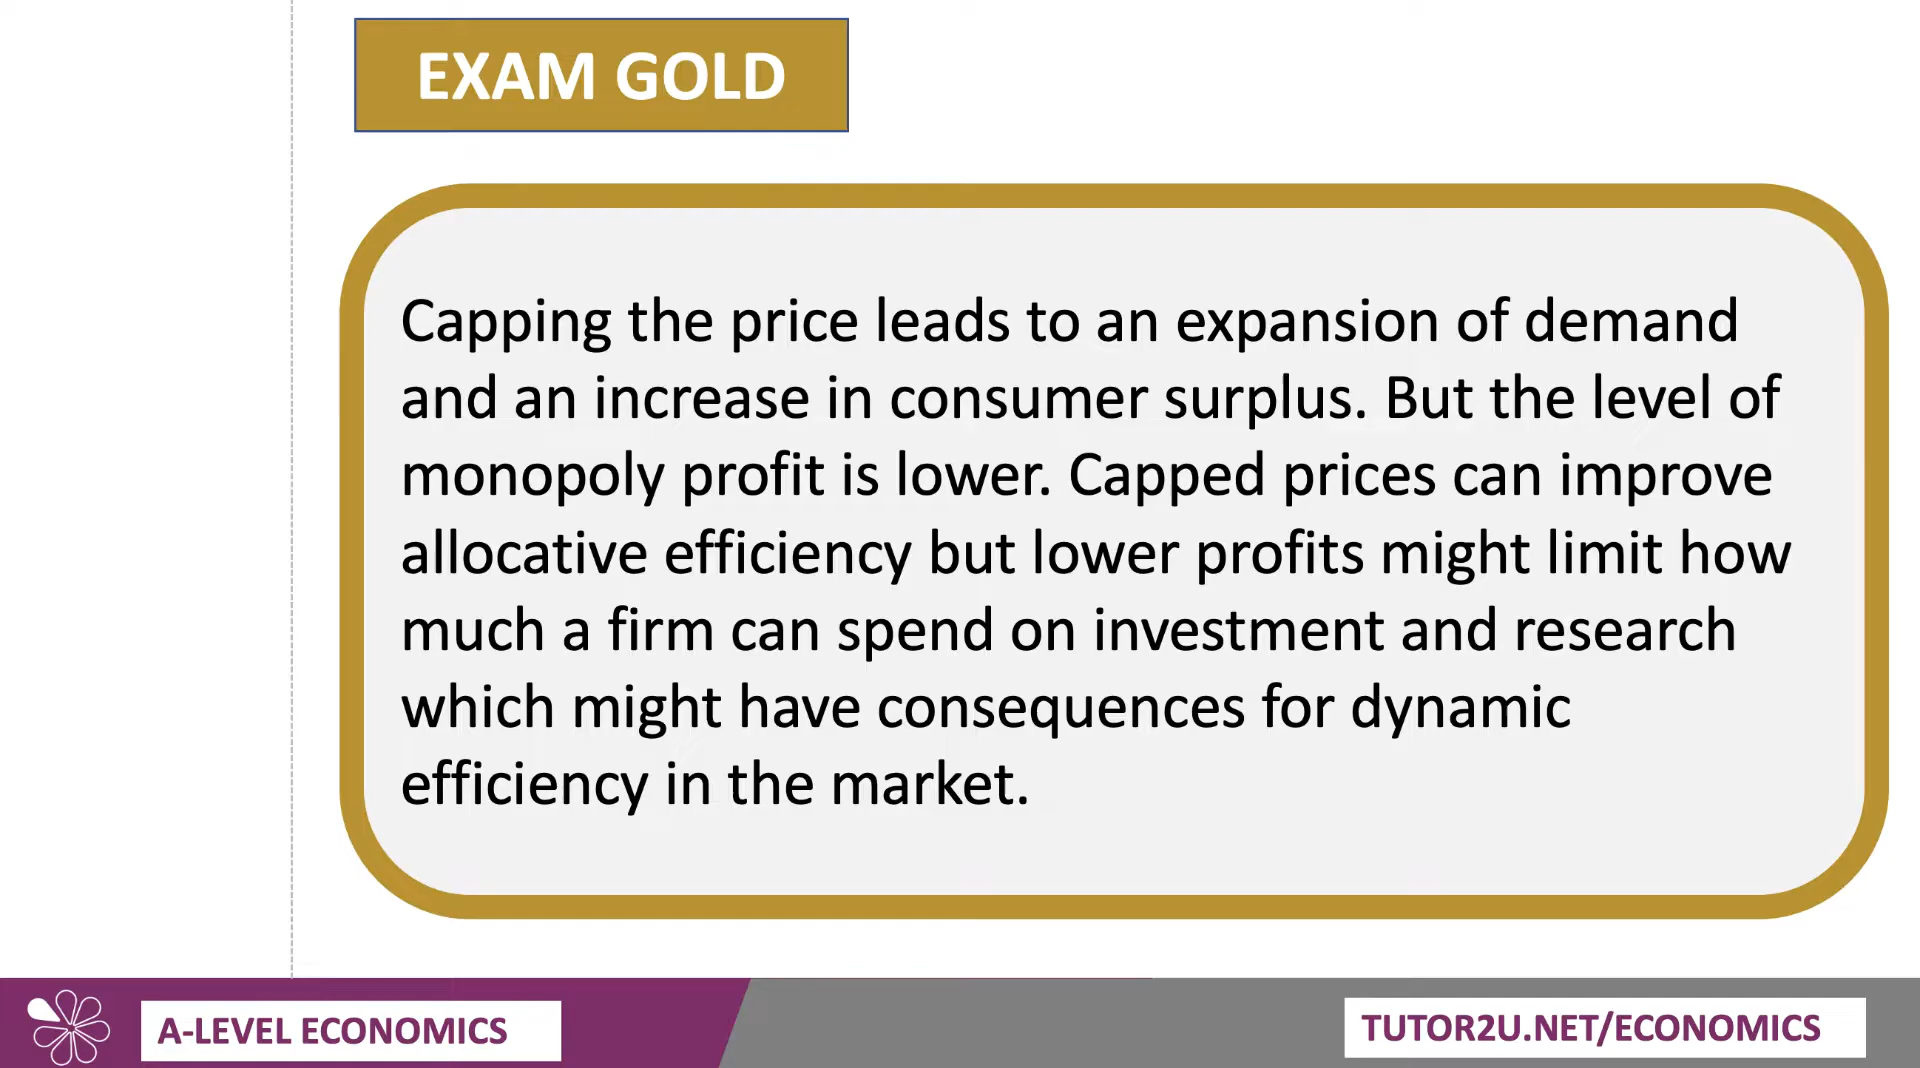 EXAM GOLD
Capping the price leads to an expansion of demand
and an increase in consumer surplus. But the level of
monopoly profit is lower. Capped prices can improve
allocative efficiency but lower profits might limit how
much a firm can spend on investment and research
which might have consequences for dynamic
efficiency in the market.
A-LEVEL ECONOMICS
TUTOR2U.NET/ECONOMICS